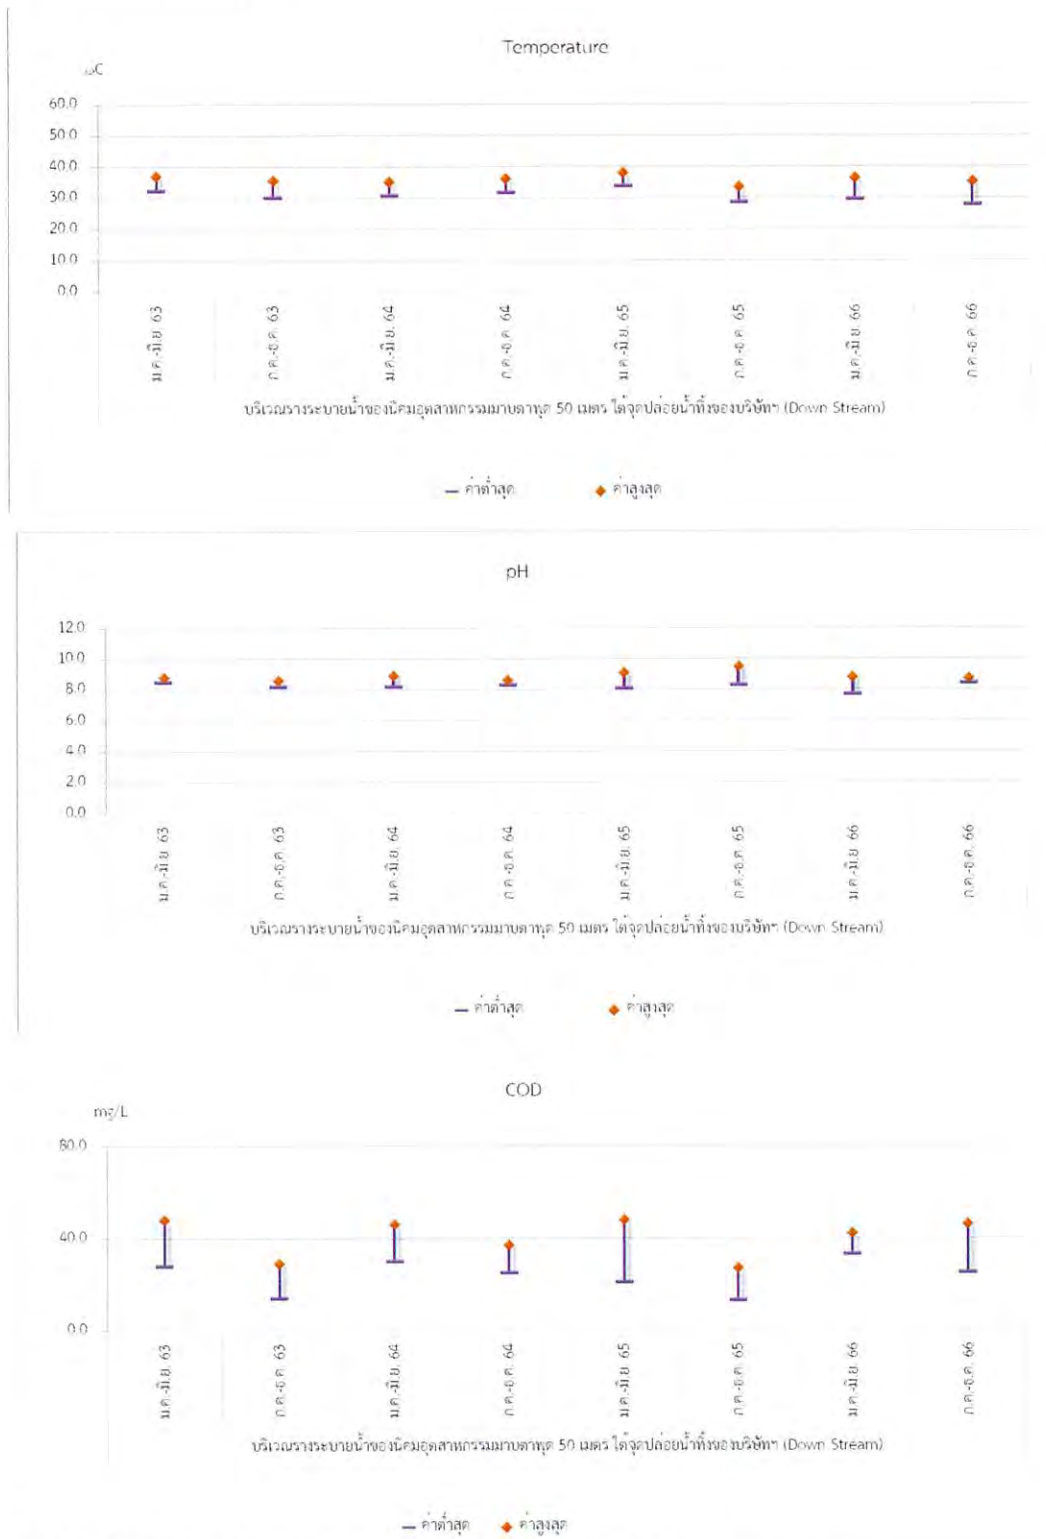 Temperature
ºC
60.0
50.0
40.0
30.0
20.0
10.0
0.0
ม.ค.-มิ.ย. 63
ก.ค.-ธ.ค. 63
ม.ค.-มิ.ย. 64
ก.ค.-ธ.ค. 64
ม.ค.-มิ.ย. 65
ก.ค.-ธ.ค. 65
ม.ค.-มิ.ย. 66
ก.ค.-ธ.ค. 66
บริเวณรางระบายน้ำของนิคมอุตสาหกรรมมาบตาพุด 50 เมตร ใต้จุดปล่อยน้ำทิ้งของบริษัทฯ (Down Stream)
ค่าต่ำสุด ค่าสูงสุด
pH
12.0
10.0
8.0
6.0
4.0
2.0
0.0
ม.ค.-มิ.ย. 63
ก.ค.-ธ.ค. 63
ม.ค.-มิ.ย. 64
ก.ค.-ธ.ค. 64
ม.ค.-มิ.ย. 65
ก.ค.-ธ.ค. 65
ม.ค.-มิ.ย. 66
ก.ค.-ธ.ค. 66
บริเวณรางระบายน้ำของนิคมอุตสาหกรรมมาบตาพุด 50 เมตร ใต้จุดปล่อยน้ำทิ้งของบริษัทฯ (Down Stream)
ค่าต่ำสุด ค่าสูงสุด
COD
mg/L
80.0
40.0
0.0
ม.ค.-มิ.ย. 63
ก.ค.-ธ.ค. 63
ม.ค.-มิ.ย. 64
ก.ค.-ธ.ค. 64
ม.ค.-มิ.ย. 65
ก.ค.-ธ.ค. 65
ม.ค.-มิ.ย. 66
ก.ค.-ธ.ค. 66
บริเวณรางระบายน้ำของนิคมอุตสาหกรรมมาบตาพุด 50 เมตร ใต้จุดปล่อยน้ำทิ้งของบริษัทฯ (Down Stream)
ค่าต่ำสุด ค่าสูงสุด